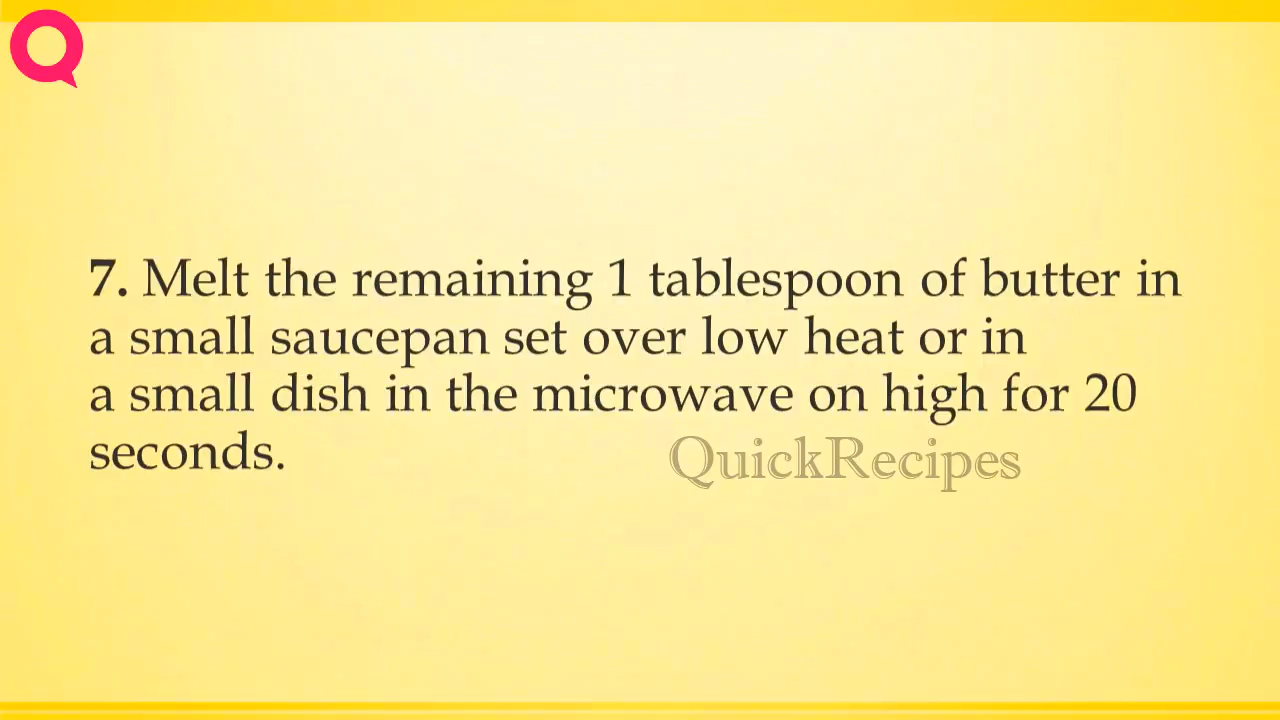 7. Melt the remaining 1 tablespoon of butter in
a small saucepan set over low heat or in
a small dish in the microwave on high for 20
seconds.
QuickRecipes